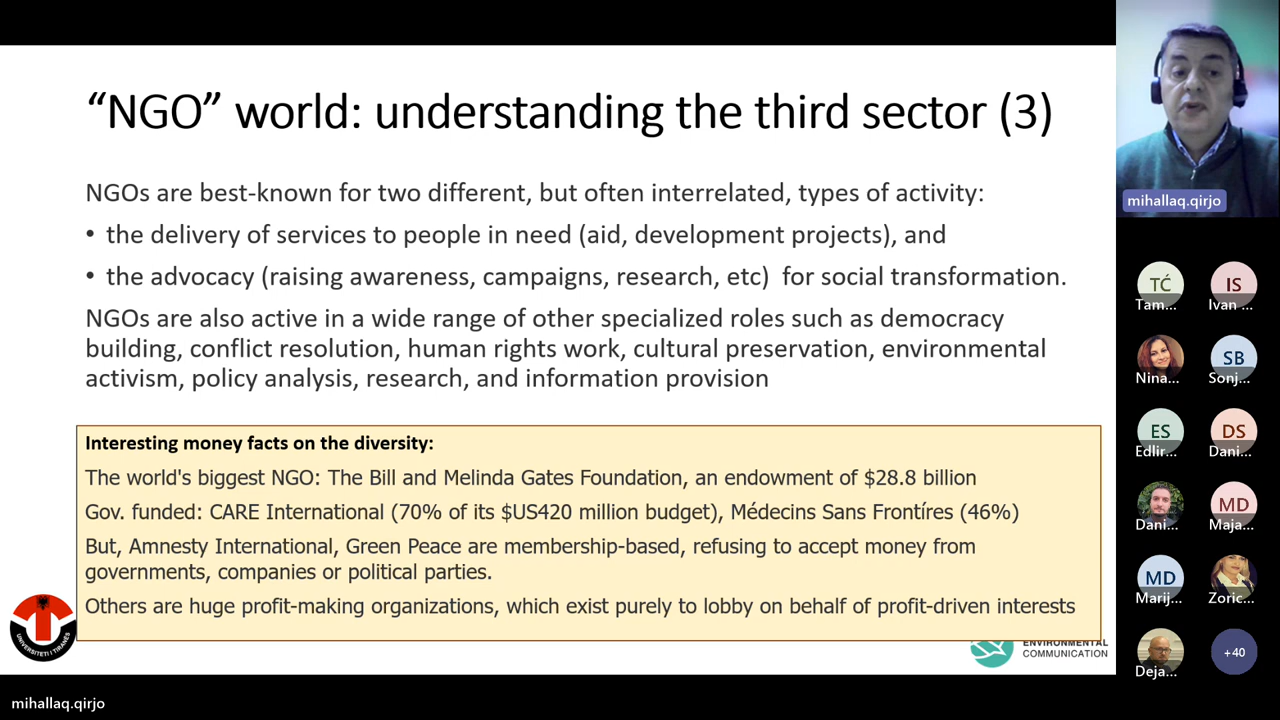 “NGO” world: understanding the third sector (3)
NGOs are best-known for two different, but often interrelated, types of activity:
• the delivery of services to people in need (aid, development projects), and
• the advocacy (raising awareness, campaigns, research, etc)  for social transformation.
NGOs are also active in a wide range of other specialized roles such as democracy
building, conflict resolution, human rights work, cultural preservation, environmental
activism, policy analysis, research, and information provision
Interesting money facts on the diversity:
The world's biggest NGO: The Bill and Melinda Gates Foundation, an endowment of $28.8 billion
Gov. funded: CARE International (70% of its $US420 million budget), Médecins Sans Frontíres (46%)
But, Amnesty International, Green Peace are membership-based, refusing to accept money from
governments, companies or political parties.
Others are huge profit-making organizations, which exist purely to lobby on behalf of profit-driven interests
UNIVERSITETI I TIRANËS
ENVIRONMENTAL
COMMUNICATION
mihallaq.qirjo
mihallaq.qirjo
TĆ
Tam...
IS
Ivan ...
Nina...
SB
Sonj...
ES
Edlir...
DS
Dani...
Dani...
MD
Maja...
MD
Marij...
Zoric...
Deja...
+40